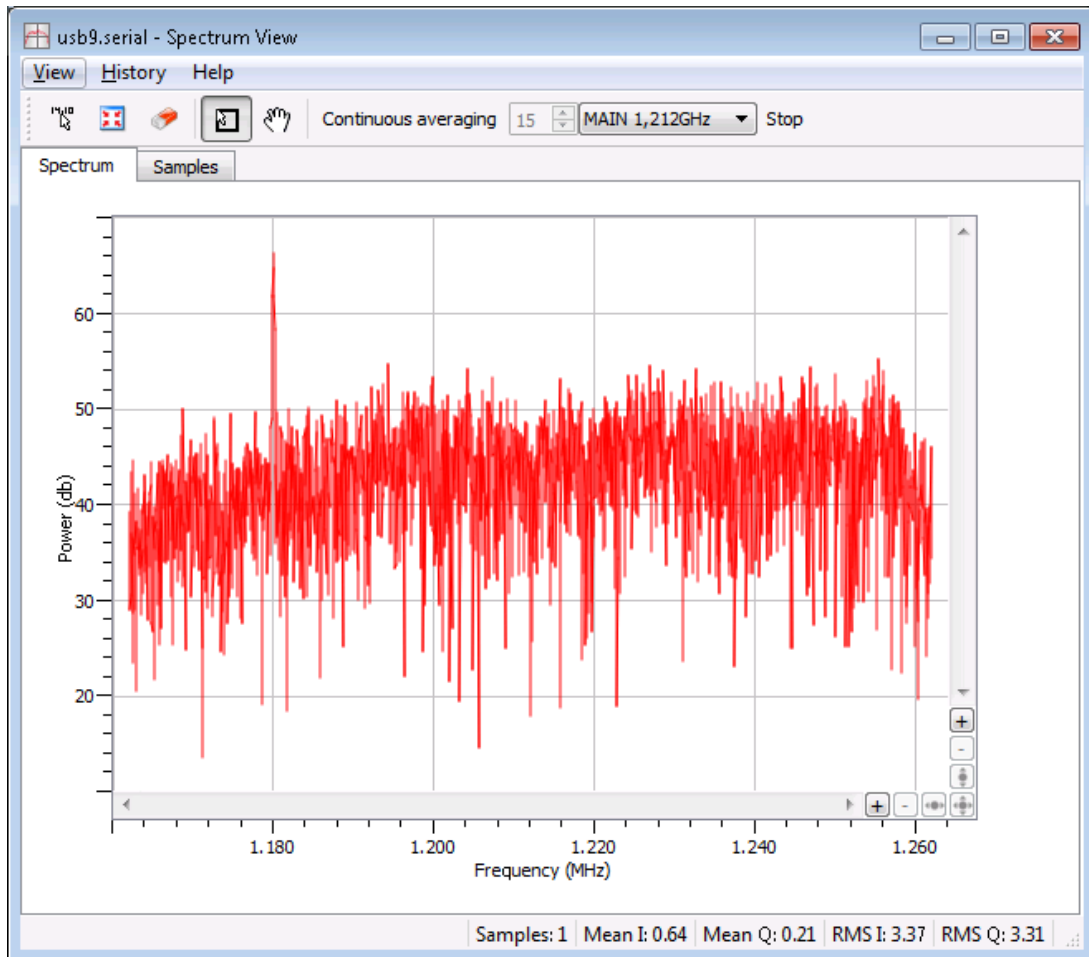 usb9.serial - Spectrum View
View History Help
Continuous averaging 15 MAIN 1,212GHz Stop
Spectrum Samples
Power (db)
60
50
40
30
20
1.180 1.200 1.220 1.240 1.260
Frequency (MHz)
Samples: 1 Mean I: 0.64 Mean Q: 0.21 RMS I: 3.37 RMS Q: 3.31